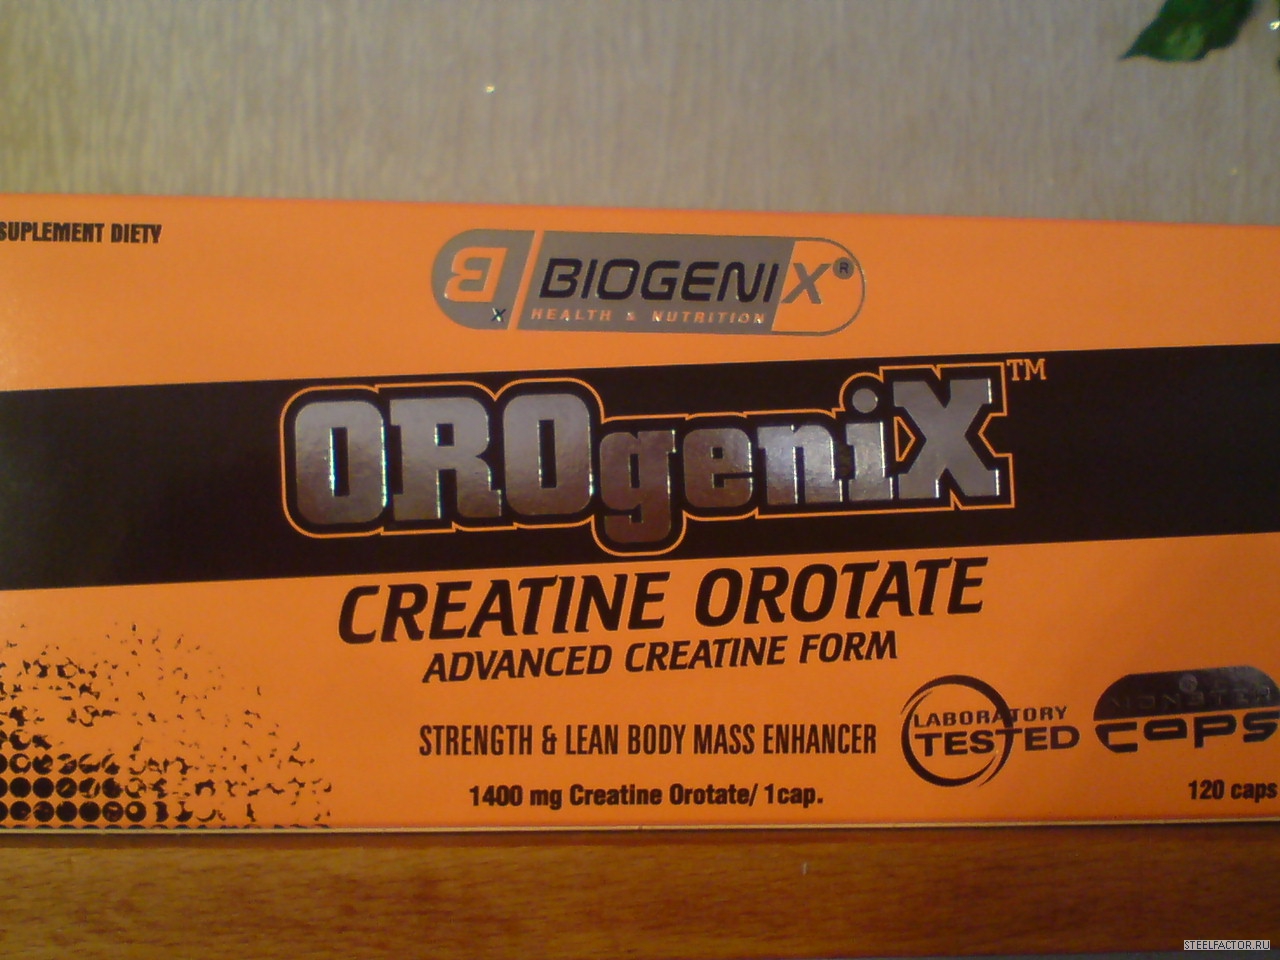 SUPLEMENT DIETY
B
x
BIOGENIX®
HEALTH & NUTRITION
OROgeniX™
CREATINE OROTATE
ADVANCED CREATINE FORM
STRENGTH & LEAN BODY MASS ENHANCER
1400 mg Creatine Orotate/ 1cap.
LABORATORY
TESTED
MONSTER
CAPS
120 caps
STEELFACTOR.RU